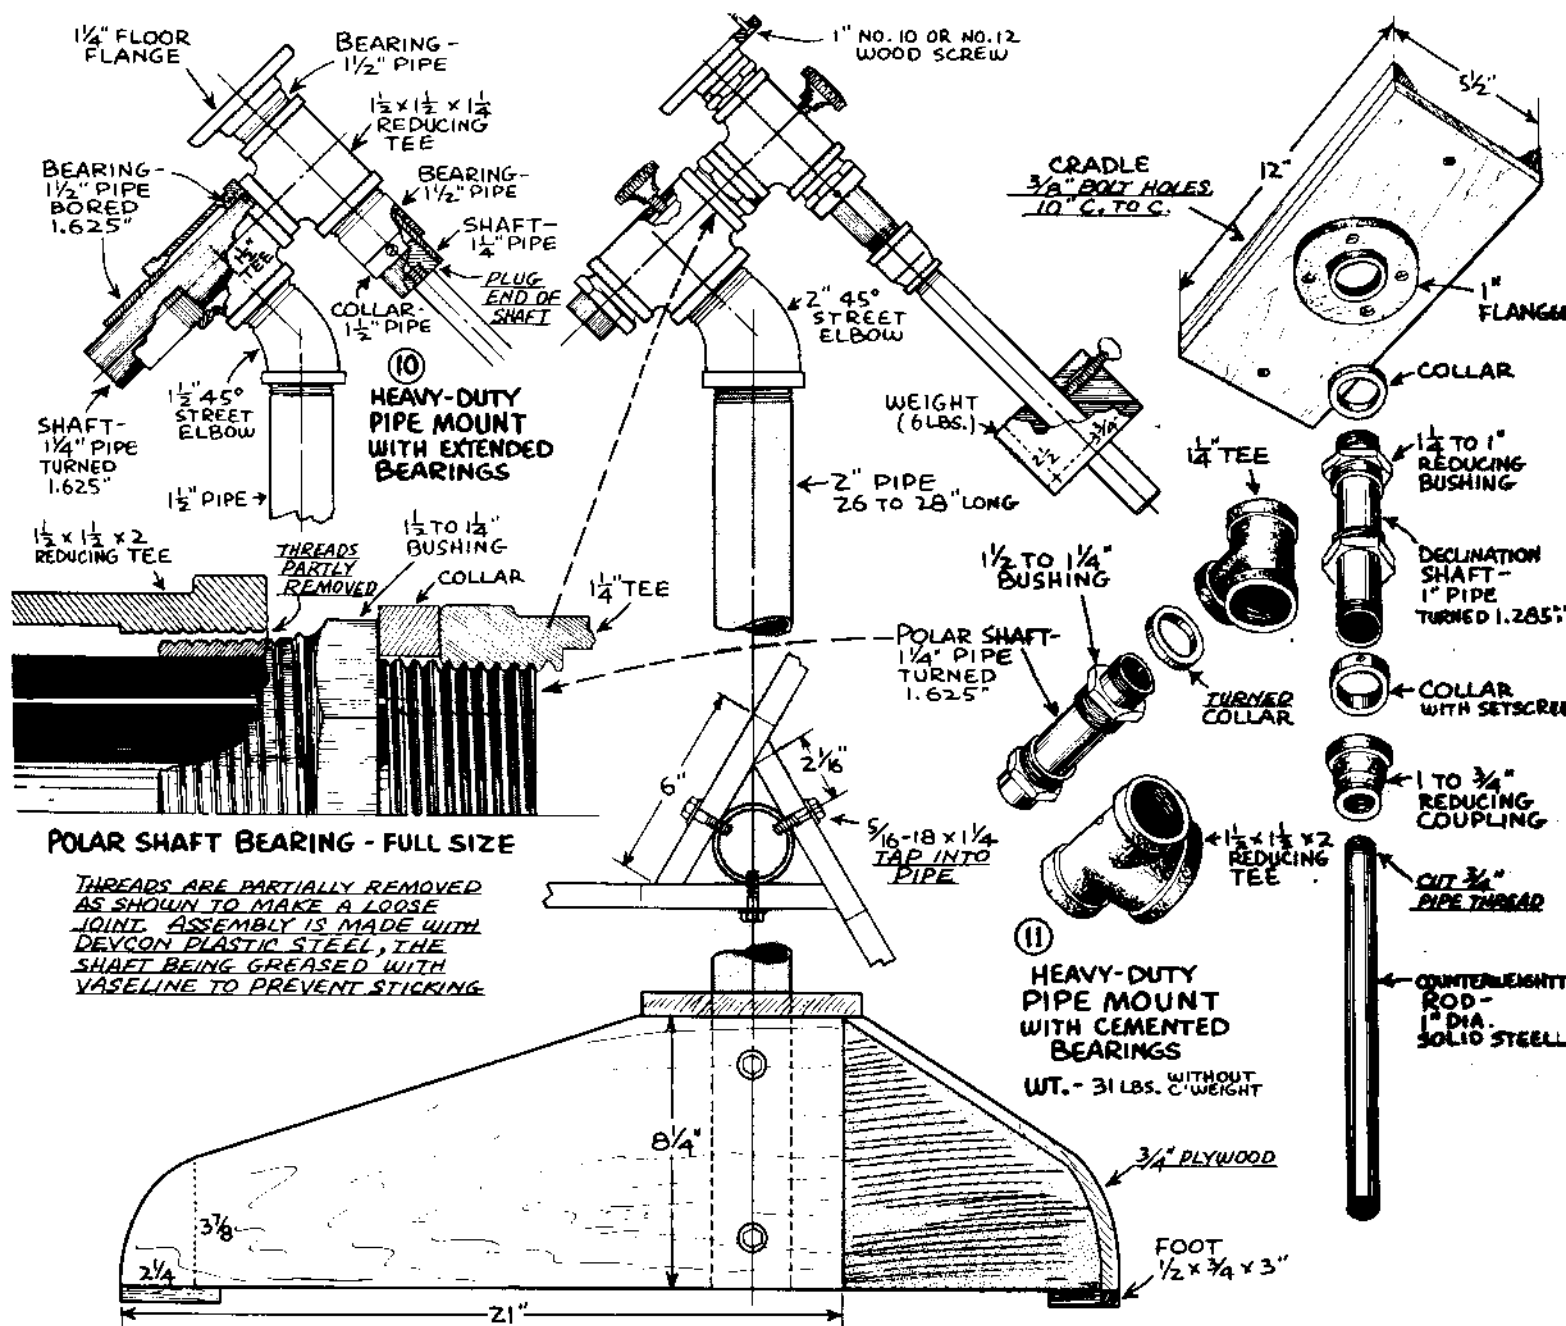 1¼" FLOOR
FLANGE
BEARING-
1½" PIPE
1½ x 1½ x 1¼
REDUCING
TEE
BEARING-
1½" PIPE
BORED
1.625"
BEARING-
1½" PIPE
SHAFT-
1¼" PIPE
PLUG
END OF
SHAFT
1½"
TEE
COLLAR-
1½" PIPE
1½" 45°
STREET
ELBOW
SHAFT-
1¼" PIPE
TURNED
1.625"
1½" PIPE
10
HEAVY-DUTY
PIPE MOUNT
WITH EXTENDED
BEARINGS
1" NO. 10 OR NO. 12
WOOD SCREW
2" 45°
STREET
ELBOW
WEIGHT
(6 LBS.)
2½
3¾
2" PIPE
26 TO 28" LONG
CRADLE
3/8" BOLT HOLES
10" C. TO C.
12"
5½"
1"
FLANGE
COLLAR
1¼ TO 1"
REDUCING
BUSHING
1¼" TEE
DECLINATION
SHAFT-
1" PIPE
TURNED 1.285"
1½ TO 1¼"
BUSHING
POLAR SHAFT-
1¼" PIPE
TURNED
1.625"
TURNED
COLLAR
COLLAR
WITH SETSCREW
1 TO ¾"
REDUCING
COUPLING
1½ x 1½ x 2
REDUCING
TEE
CUT ¾"
PIPE THREAD
COUNTERWEIGHT
ROD-
1" DIA.
SOLID STEEL
1½ x 1½ x 2
REDUCING TEE
THREADS
PARTLY
REMOVED
1½ TO 1¼"
BUSHING
COLLAR
1¼" TEE
POLAR SHAFT BEARING - FULL SIZE
THREADS ARE PARTIALLY REMOVED
AS SHOWN TO MAKE A LOOSE
JOINT. ASSEMBLY IS MADE WITH
DEVCON PLASTIC STEEL, THE
SHAFT BEING GREASED WITH
VASELINE TO PREVENT STICKING
6"
2 1/16"
5/16-18 x 1¼
TAP INTO
PIPE
11
HEAVY-DUTY
PIPE MOUNT
WITH CEMENTED
BEARINGS
WT.- 31 LBS. WITHOUT
C'WEIGHT
8¼"
3⅞
2¼
21"
¾" PLYWOOD
FOOT
½ x ¾ x 3"